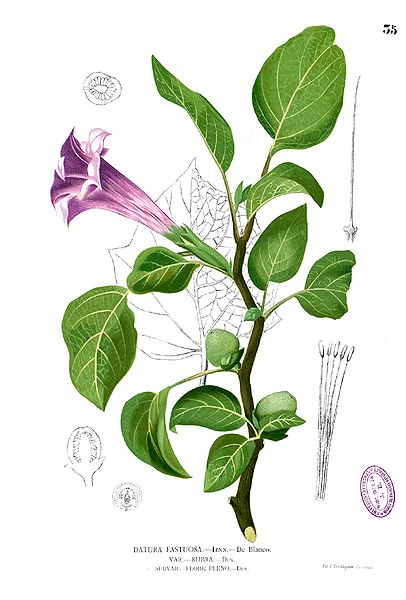 35
DATURA FASTUOSA.—LINN.—De Blanco.
VAR.—RUBRA.—Dun.
SUBVAR.—FLORE PLENO.—Dun.